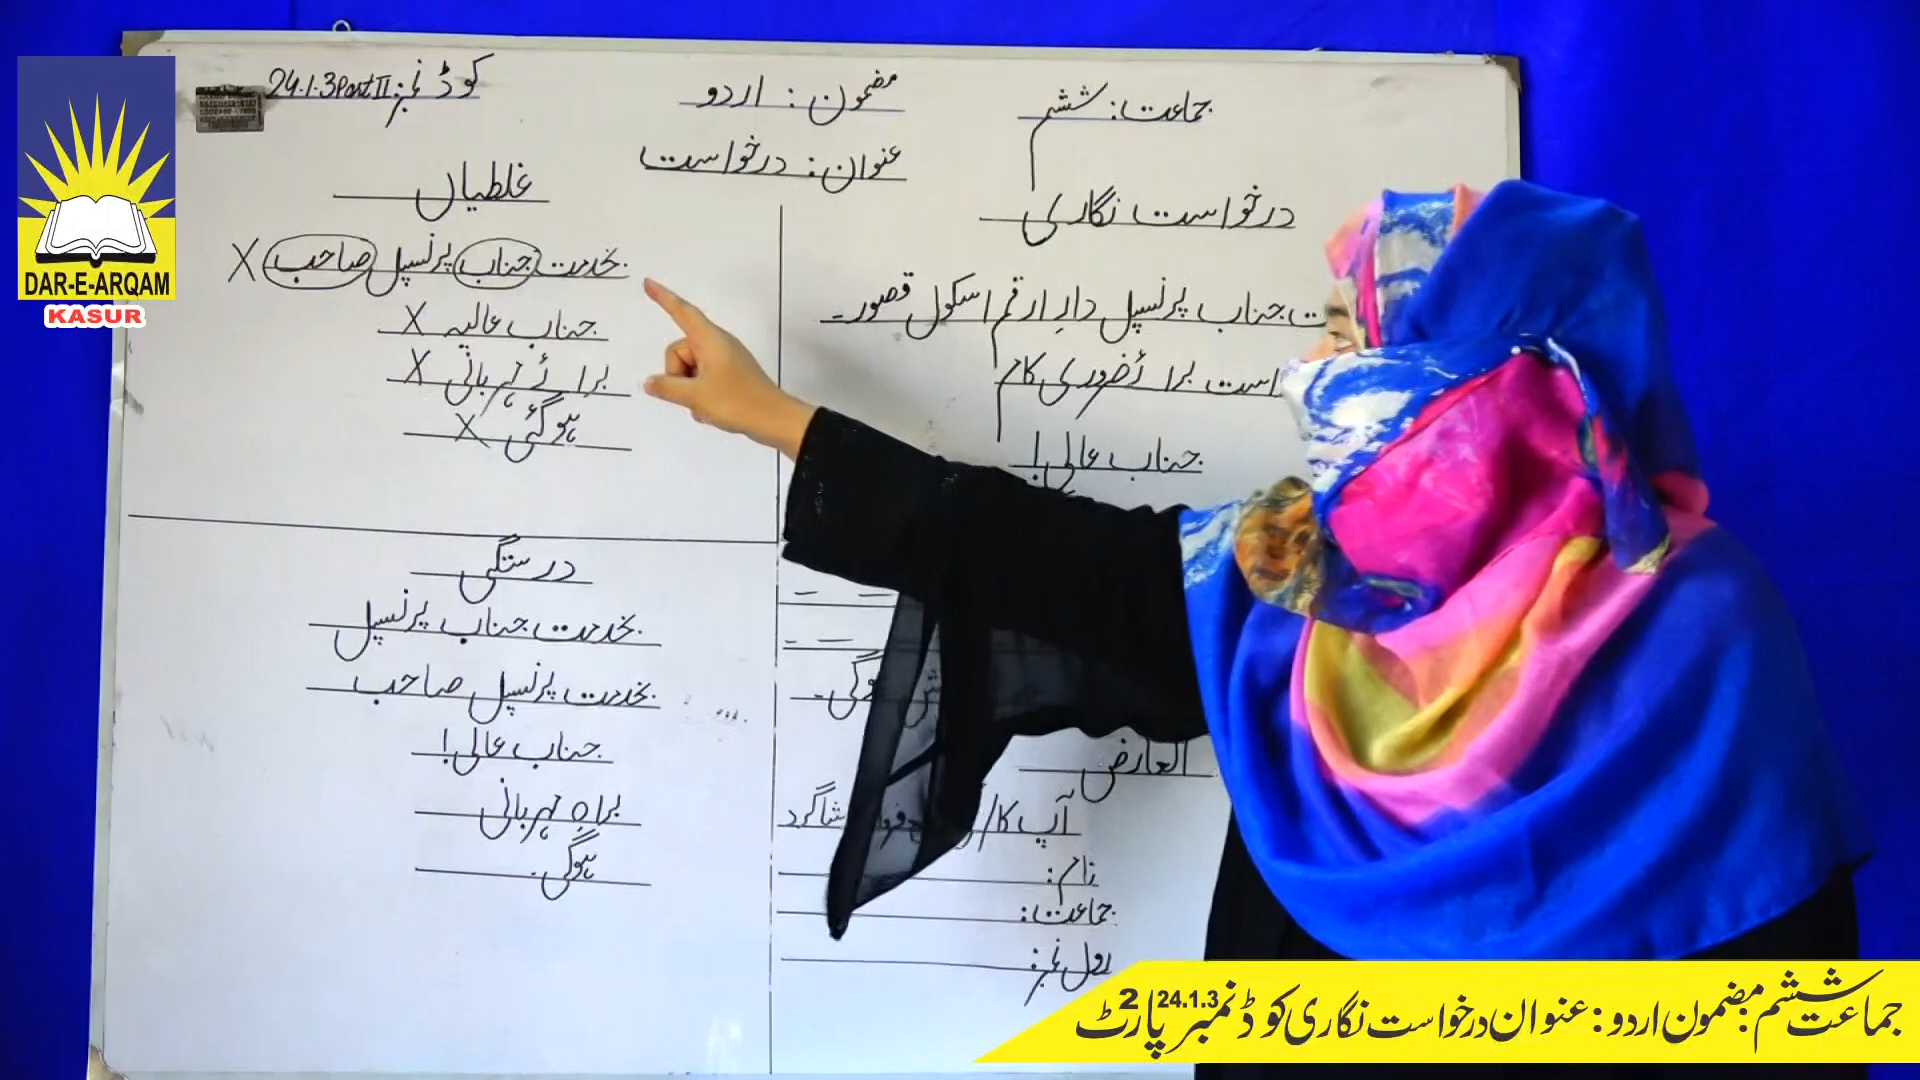 جماعت: ششم
مضمون: اردو
کوڈ نمبر: 24.1.3 Part II
عنوان: درخواست
درخواست نگاری
جناب پرنسپل دارِ ارقم اسکول قصور۔
برائے ضروری کام
جناب عالی!
العارض
آپ کا/
شاگرد
نام:
جماعت:
رول نمبر:
غلطیاں
بخدمت جناب پرنسپل صاحب X
جناب عالیہ X
برائے مہربانی X
ہوگئی X
درستگی
بخدمت جناب پرنسپل
بخدمت پرنسپل صاحب
جناب عالی!
براہ مہربانی
ہوگی۔
DAR-E-ARQAM
KASUR
جماعت ششم: مضمون اردو: عنوان درخواست نگاری کوڈ نمبر 24.1.3 پارٹ 2